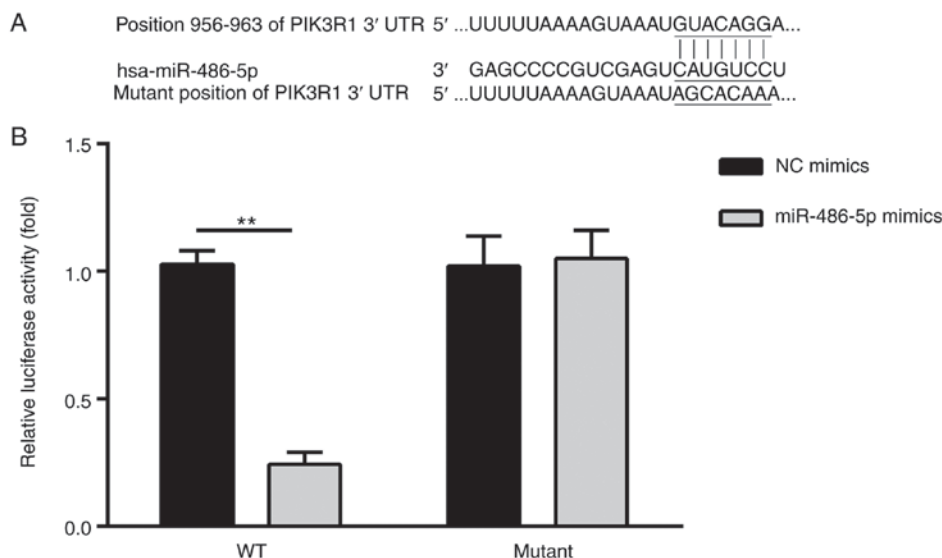 A
Position 956-963 of PIK3R1 3′ UTR 5′ ...UUUUUAAAAGUAAAUGUACAGGA...
hsa-miR-486-5p 3′ GAGCCCCGUCGAGUCAUGUCCU
Mutant position of PIK3R1 3′ UTR 5′ ...UUUUUAAAAGUAAAUAGCACAAA...
B
Relative luciferase activity (fold)
1.5
1.0
0.5
0.0
**
WT
Mutant
NC mimics
miR-486-5p mimics